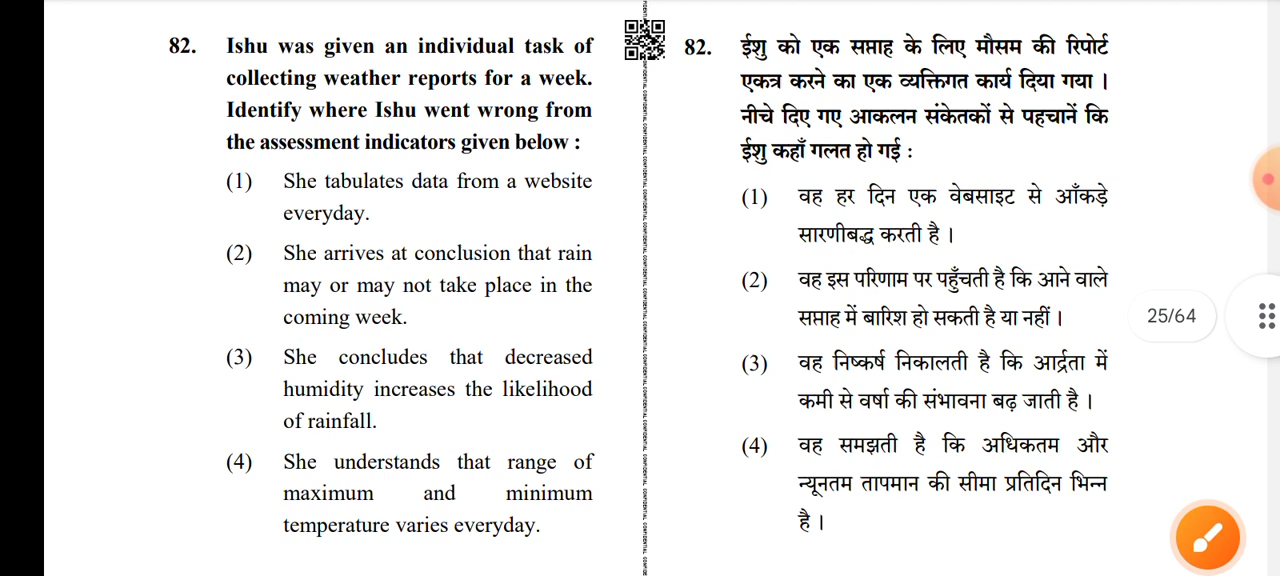 82. Ishu was given an individual task of
collecting weather reports for a week.
Identify where Ishu went wrong from
the assessment indicators given below :
(1) She tabulates data from a website
everyday.
(2) She arrives at conclusion that rain
may or may not take place in the
coming week.
(3) She concludes that decreased
humidity increases the likelihood
of rainfall.
(4) She understands that range of
maximum and minimum
temperature varies everyday.
82. ईशु को एक सप्ताह के लिए मौसम की रिपोर्ट
एकत्र करने का एक व्यक्तिगत कार्य दिया गया ।
नीचे दिए गए आकलन संकेतकों से पहचानें कि
ईशु कहाँ गलत हो गई :
(1) वह हर दिन एक वेबसाइट से आँकड़े
सारणीबद्ध करती है ।
(2) वह इस परिणाम पर पहुँचती है कि आने वाले
सप्ताह में बारिश हो सकती है या नहीं ।
(3) वह निष्कर्ष निकालती है कि आर्द्रता में
कमी से वर्षा की संभावना बढ़ जाती है ।
(4) वह समझती है कि अधिकतम और
न्यूनतम तापमान की सीमा प्रतिदिन भिन्न
है ।
25/64